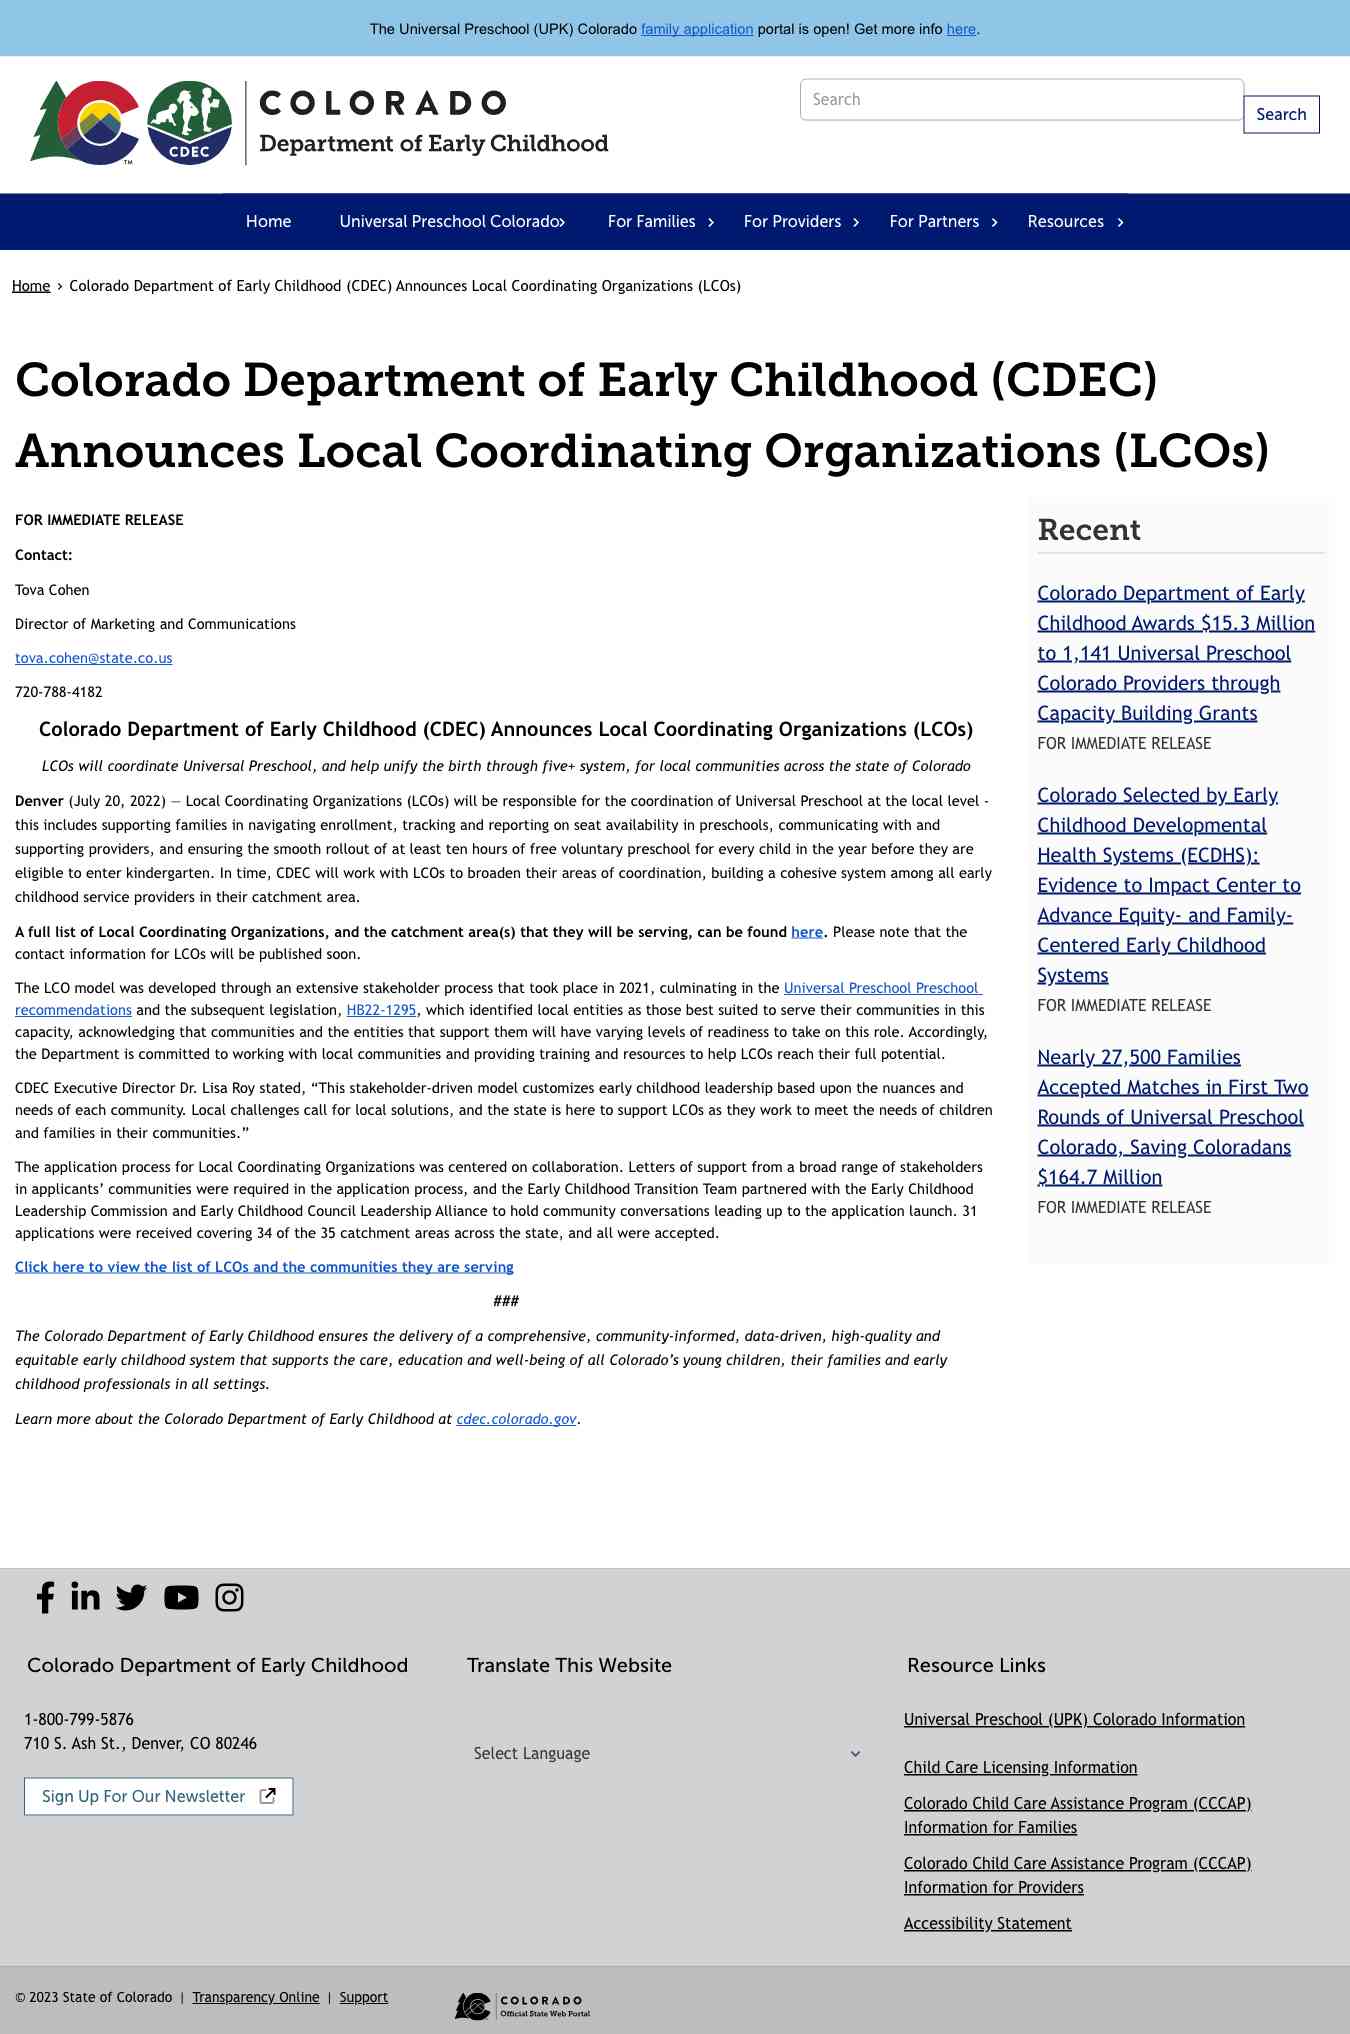 The Universal Preschool (UPK) Colorado family application portal is open! Get more info here.
CDEC
TM
COLORADO
Department of Early Childhood
Search
Search
Home
Universal Preschool Colorado
For Families
For Providers
For Partners
Resources
Home › Colorado Department of Early Childhood (CDEC) Announces Local Coordinating Organizations (LCOs)
Colorado Department of Early Childhood (CDEC)
Announces Local Coordinating Organizations (LCOs)
FOR IMMEDIATE RELEASE
Contact:
Tova Cohen
Director of Marketing and Communications
tova.cohen@state.co.us
720-788-4182
Colorado Department of Early Childhood (CDEC) Announces Local Coordinating Organizations (LCOs)
LCOs will coordinate Universal Preschool, and help unify the birth through five+ system, for local communities across the state of Colorado
Denver (July 20, 2022) — Local Coordinating Organizations (LCOs) will be responsible for the coordination of Universal Preschool at the local level -
this includes supporting families in navigating enrollment, tracking and reporting on seat availability in preschools, communicating with and
supporting providers, and ensuring the smooth rollout of at least ten hours of free voluntary preschool for every child in the year before they are
eligible to enter kindergarten. In time, CDEC will work with LCOs to broaden their areas of coordination, building a cohesive system among all early
childhood service providers in their catchment area.
A full list of Local Coordinating Organizations, and the catchment area(s) that they will be serving, can be found here. Please note that the
contact information for LCOs will be published soon.
The LCO model was developed through an extensive stakeholder process that took place in 2021, culminating in the Universal Preschool Preschool
recommendations and the subsequent legislation, HB22-1295, which identified local entities as those best suited to serve their communities in this
capacity, acknowledging that communities and the entities that support them will have varying levels of readiness to take on this role. Accordingly,
the Department is committed to working with local communities and providing training and resources to help LCOs reach their full potential.
CDEC Executive Director Dr. Lisa Roy stated, “This stakeholder-driven model customizes early childhood leadership based upon the nuances and
needs of each community. Local challenges call for local solutions, and the state is here to support LCOs as they work to meet the needs of children
and families in their communities.”
The application process for Local Coordinating Organizations was centered on collaboration. Letters of support from a broad range of stakeholders
in applicants’ communities were required in the application process, and the Early Childhood Transition Team partnered with the Early Childhood
Leadership Commission and Early Childhood Council Leadership Alliance to hold community conversations leading up to the application launch. 31
applications were received covering 34 of the 35 catchment areas across the state, and all were accepted.
Click here to view the list of LCOs and the communities they are serving
###
The Colorado Department of Early Childhood ensures the delivery of a comprehensive, community-informed, data-driven, high-quality and
equitable early childhood system that supports the care, education and well-being of all Colorado’s young children, their families and early
childhood professionals in all settings.
Learn more about the Colorado Department of Early Childhood at cdec.colorado.gov.
Recent
Colorado Department of Early
Childhood Awards $15.3 Million
to 1,141 Universal Preschool
Colorado Providers through
Capacity Building Grants
FOR IMMEDIATE RELEASE
Colorado Selected by Early
Childhood Developmental
Health Systems (ECDHS):
Evidence to Impact Center to
Advance Equity- and Family-
Centered Early Childhood
Systems
FOR IMMEDIATE RELEASE
Nearly 27,500 Families
Accepted Matches in First Two
Rounds of Universal Preschool
Colorado, Saving Coloradans
$164.7 Million
FOR IMMEDIATE RELEASE
Colorado Department of Early Childhood
1-800-799-5876
710 S. Ash St., Denver, CO 80246
Sign Up For Our Newsletter
Translate This Website
Select Language
Resource Links
Universal Preschool (UPK) Colorado Information
Child Care Licensing Information
Colorado Child Care Assistance Program (CCCAP)
Information for Families
Colorado Child Care Assistance Program (CCCAP)
Information for Providers
Accessibility Statement
© 2023 State of Colorado | Transparency Online | Support
COLORADO
Official State Web Portal